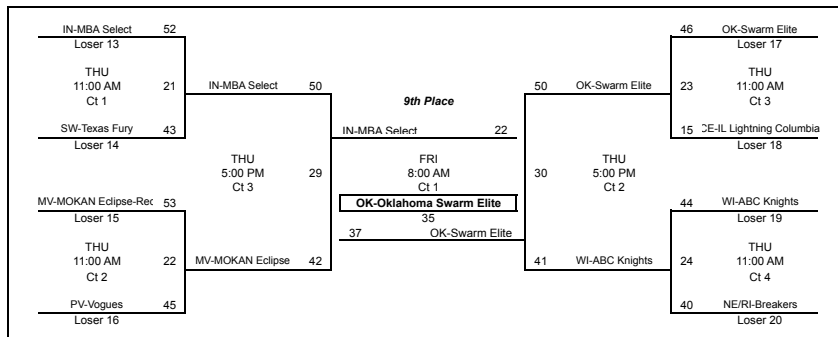 IN-MBA Select 52
Loser 13
THU
11:00 AM 21
Ct 1
SW-Texas Fury 43
Loser 14
MV-MOKAN Eclipse-Rec 53
Loser 15
THU
11:00 AM 22
Ct 2
PV-Vogues 45
Loser 16
IN-MBA Select 50
THU
5:00 PM 29
Ct 3
MV-MOKAN Eclipse 42
9th Place
IN-MBA Select 22
FRI
8:00 AM
Ct 1
OK-Oklahoma Swarm Elite
35
37 OK-Swarm Elite
50 OK-Swarm Elite
THU
30 5:00 PM
Ct 2
41 WI-ABC Knights
46 OK-Swarm Elite
Loser 17
THU
23 11:00 AM
Ct 3
15 CE-IL Lightning Columbia
Loser 18
44 WI-ABC Knights
Loser 19
THU
24 11:00 AM
Ct 4
40 NE/RI-Breakers
Loser 20